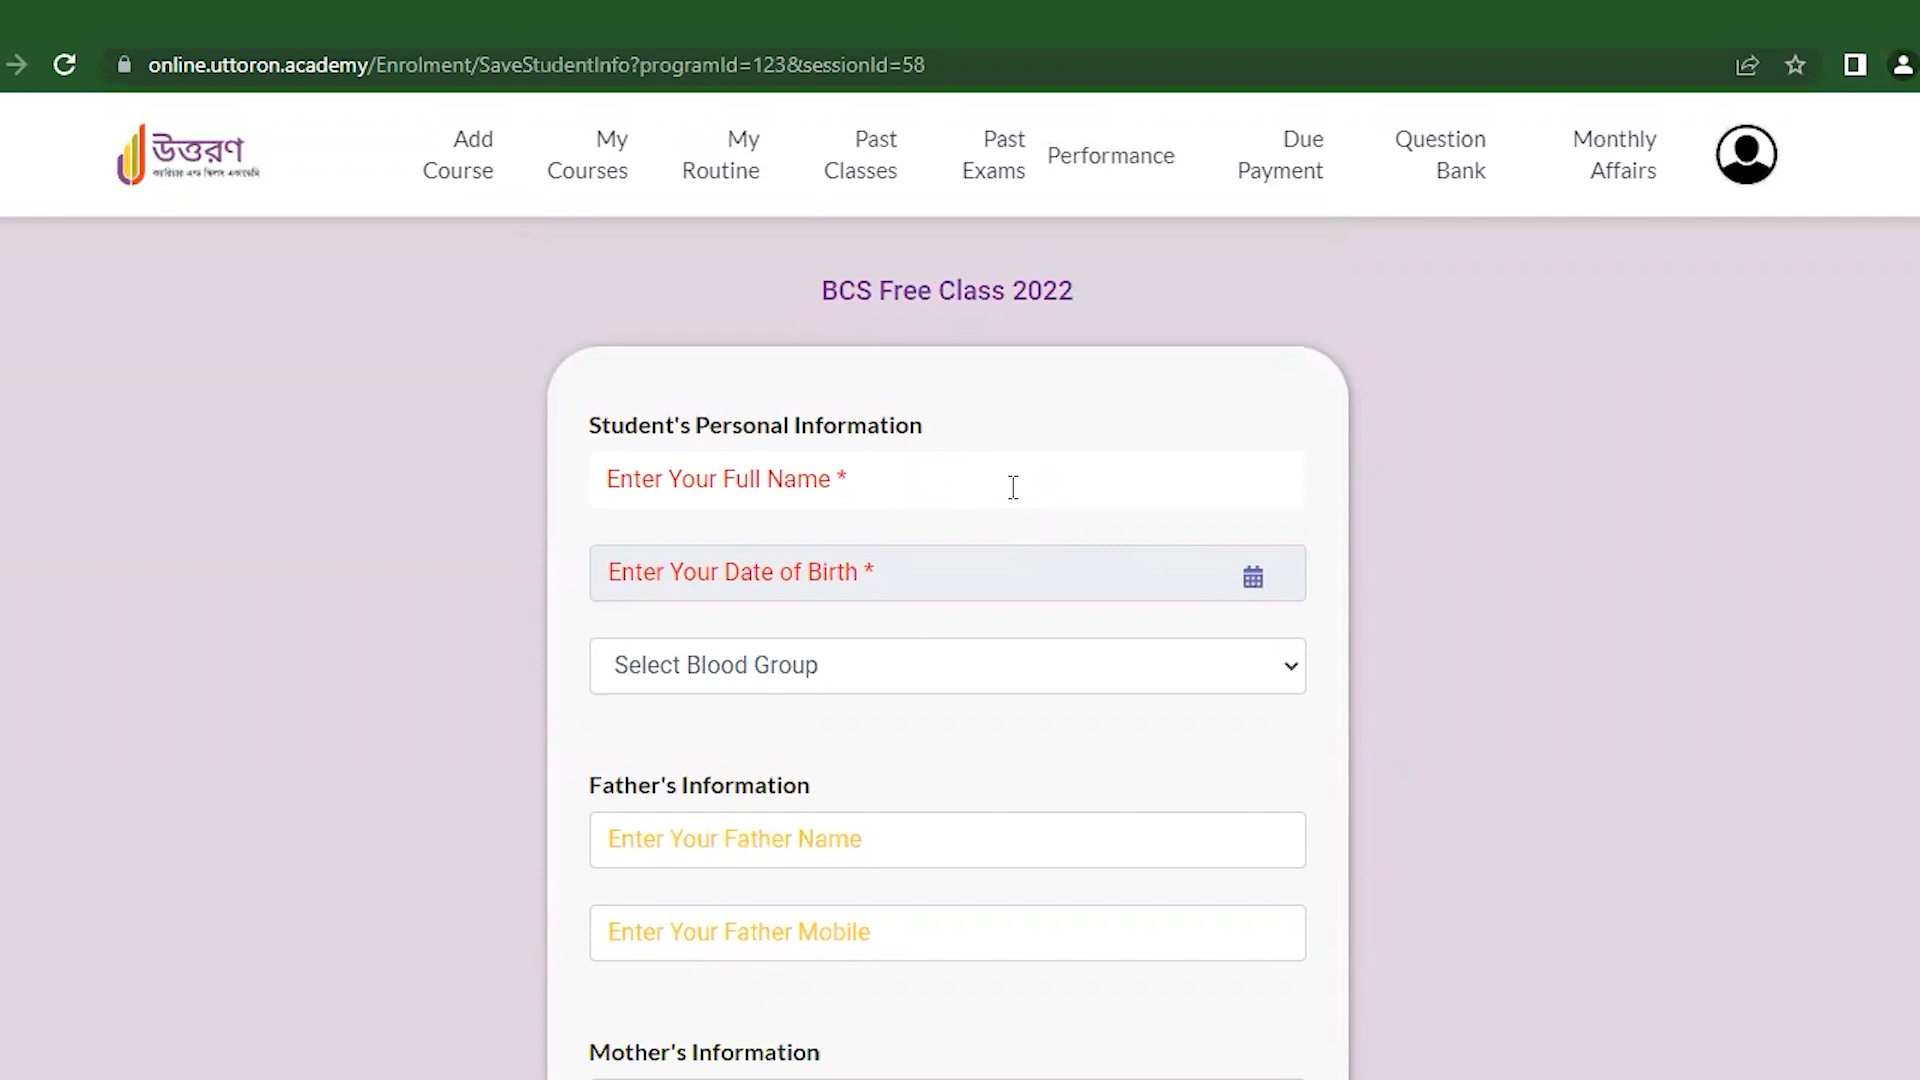 online.uttoron.academy/Enrolment/SaveStudentInfo?programId=123&sessionId=58
উত্তরণ
ক্যারিয়ার এন্ড স্কিলস একাডেমি
Add Course
My Courses
My Routine
Past Classes
Past Exams
Performance
Due Payment
Question Bank
Monthly Affairs
BCS Free Class 2022
Student's Personal Information
Enter Your Full Name *
Enter Your Date of Birth *
Select Blood Group
Father's Information
Enter Your Father Name
Enter Your Father Mobile
Mother's Information